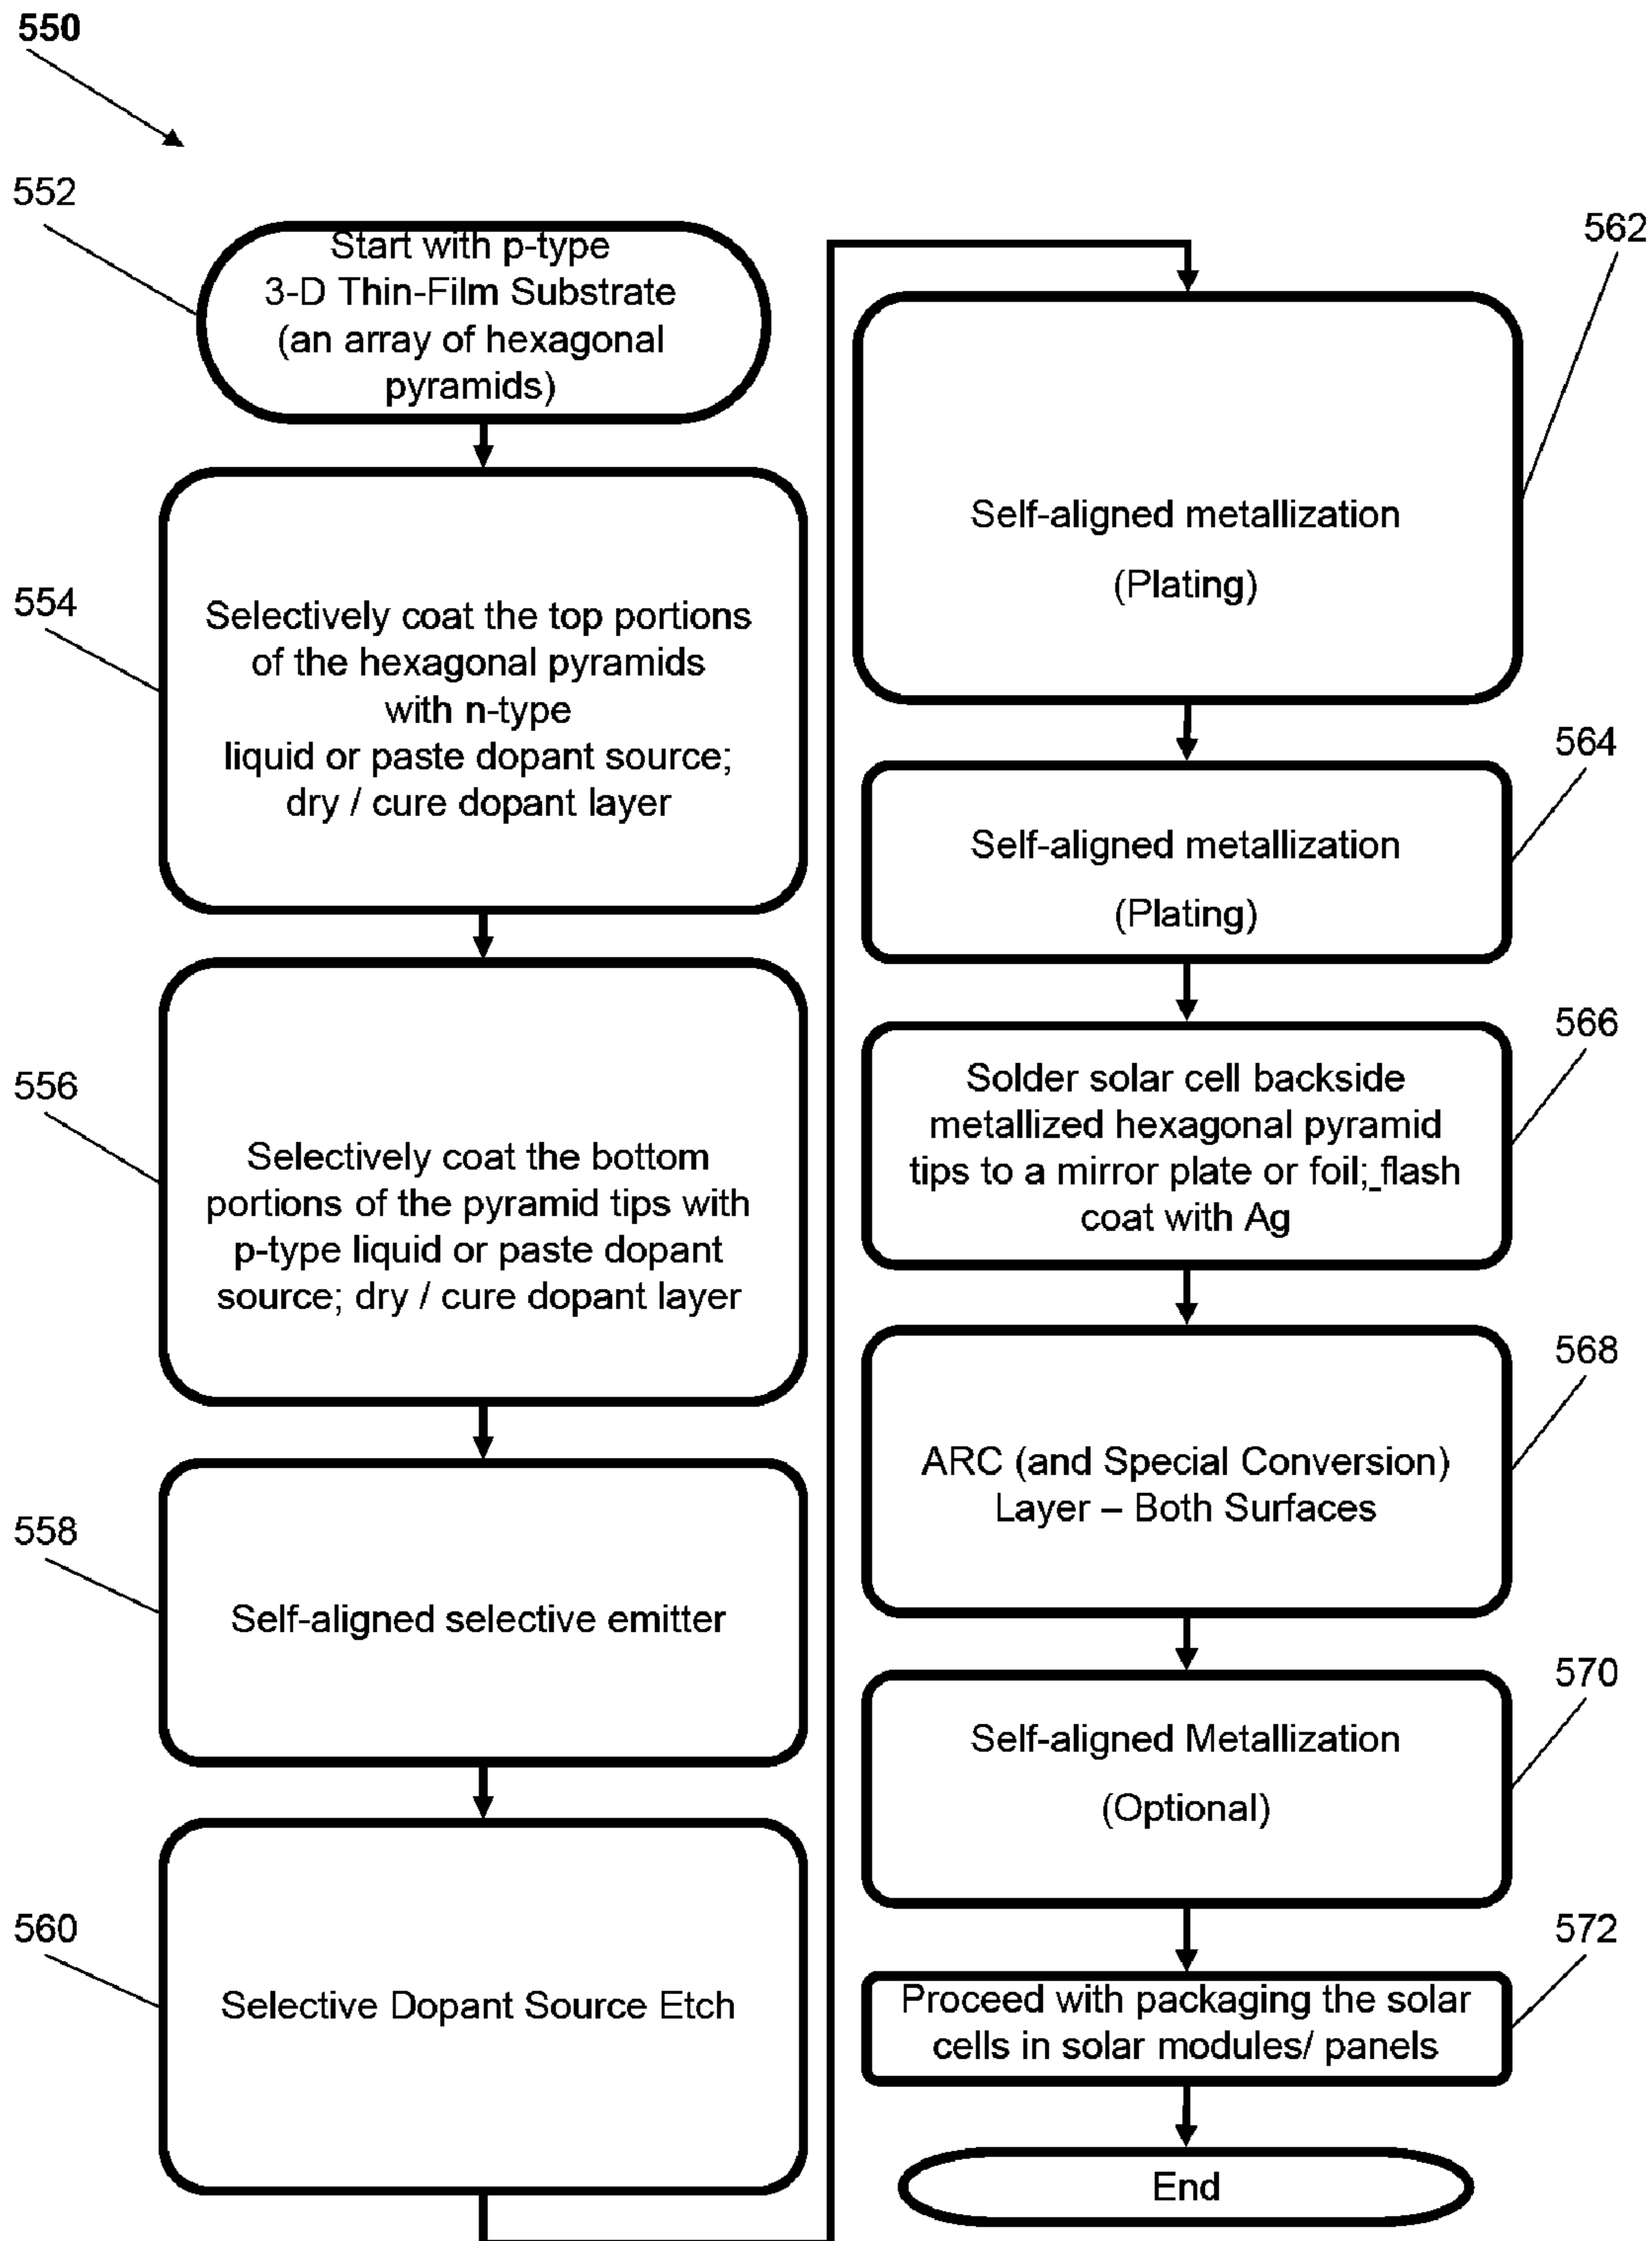 550
552
Start with p-type
3-D Thin-Film Substrate
(an array of hexagonal
pyramids)
554
Selectively coat the top portions
of the hexagonal pyramids
with n-type
liquid or paste dopant source;
dry / cure dopant layer
556
Selectively coat the bottom
portions of the pyramid tips with
p-type liquid or paste dopant
source; dry / cure dopant layer
558
Self-aligned selective emitter
560
Selective Dopant Source Etch
562
Self-aligned metallization
(Plating)
564
Self-aligned metallization
(Plating)
566
Solder solar cell backside
metallized hexagonal pyramid
tips to a mirror plate or foil; flash
coat with Ag
568
ARC (and Special Conversion)
Layer – Both Surfaces
570
Self-aligned Metallization
(Optional)
572
Proceed with packaging the solar
cells in solar modules/ panels
End